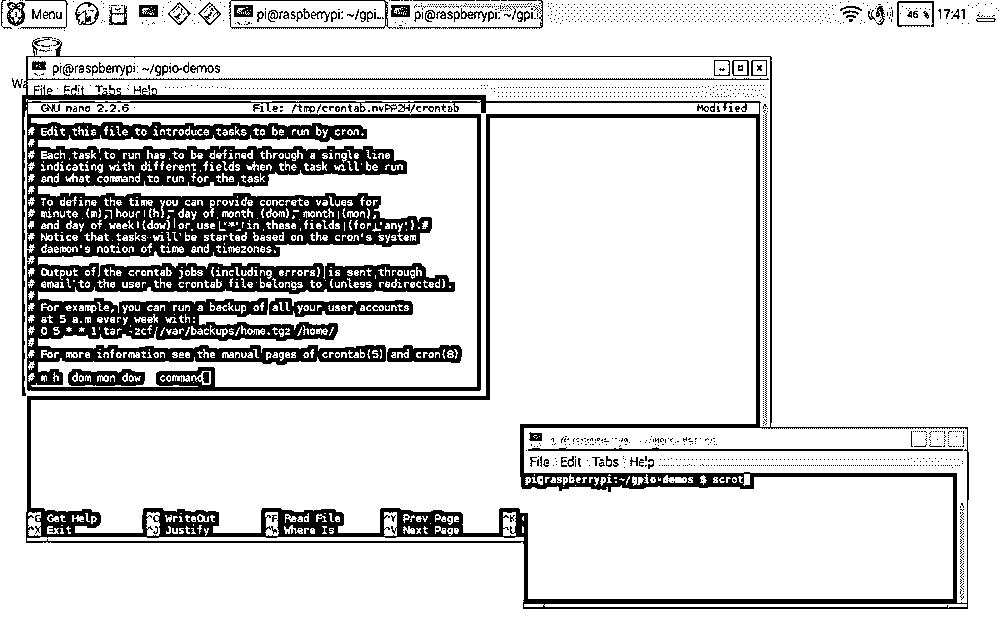 Menu
pi@raspberrypi: ~/gpi...
pi@raspberrypi: ~/gpi...
46 %
17:41
pi@raspberrypi: ~/gpio-demos
File Edit Tabs Help
GNU nano 2.2.6 File: /tmp/crontab.nvPP2H/crontab Modified
# Edit this file to introduce tasks to be run by cron.
#
# Each task to run has to be defined through a single line
# indicating with different fields when the task will be run
# and what command to run for the task
#
# To define the time you can provide concrete values for
# minute (m), hour (h), day of month (dom), month (mon),
# and day of week (dow) or use '*' in these fields (for 'any').#
# Notice that tasks will be started based on the cron's system
# daemon's notion of time and timezones.
#
# Output of the crontab jobs (including errors) is sent through
# email to the user the crontab file belongs to (unless redirected).
#
# For example, you can run a backup of all your user accounts
# at 5 a.m every week with:
# 0 5 * * 1 tar -zcf /var/backups/home.tgz /home/
#
# For more information see the manual pages of crontab(5) and cron(8)
#
# m h dom mon dow command
^G Get Help ^O WriteOut ^R Read File ^Y Prev Page
^X Exit ^J Justify ^W Where Is ^V Next Page
pi@raspberrypi: ~/gpio-demos
File Edit Tabs Help
pi@raspberrypi:~/gpio-demos $ scrot